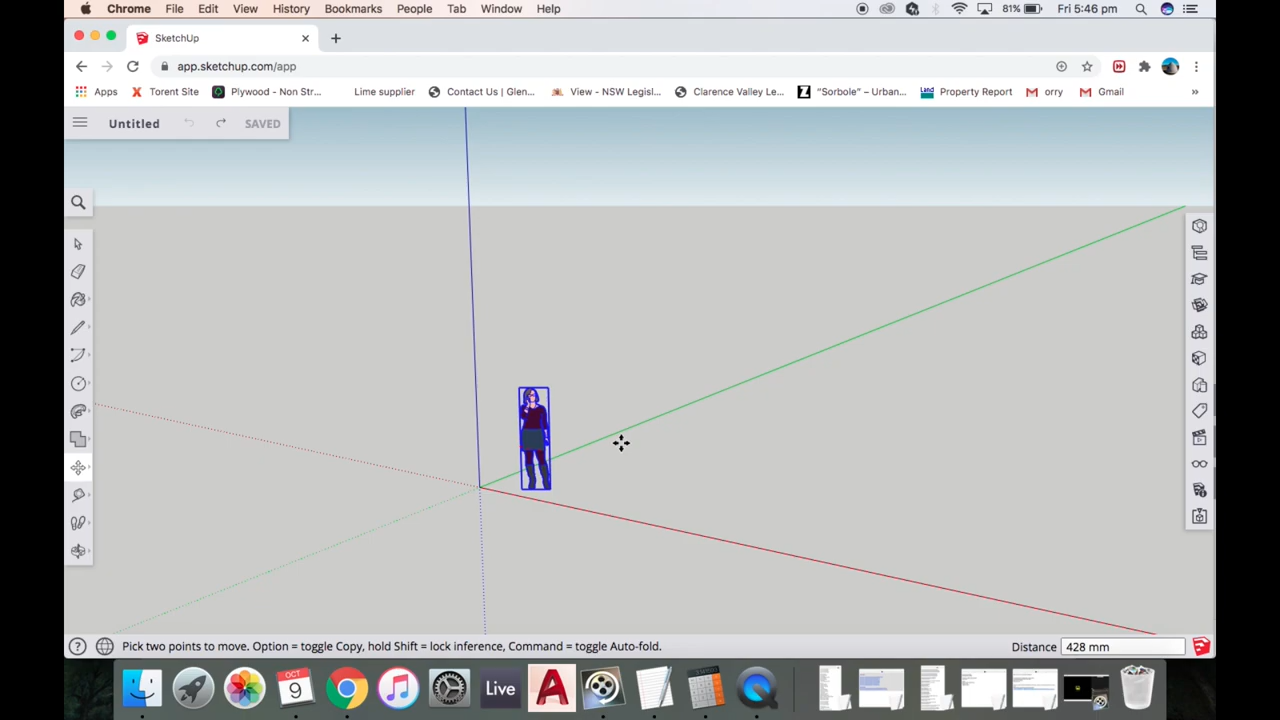 Chrome File Edit View History Bookmarks People Tab Window Help 81% Fri 5:46 pm
SketchUp
app.sketchup.com/app
Apps Torent Site Plywood - Non Str... Lime supplier Contact Us | Glen... View - NSW Legisl... Clarence Valley Le... Z "Sorbole" – Urban... Land Property Report orry Gmail »
Untitled SAVED
Pick two points to move. Option = toggle Copy, hold Shift = lock inference, Command = toggle Auto-fold. Distance 428 mm
OCT
9
Live